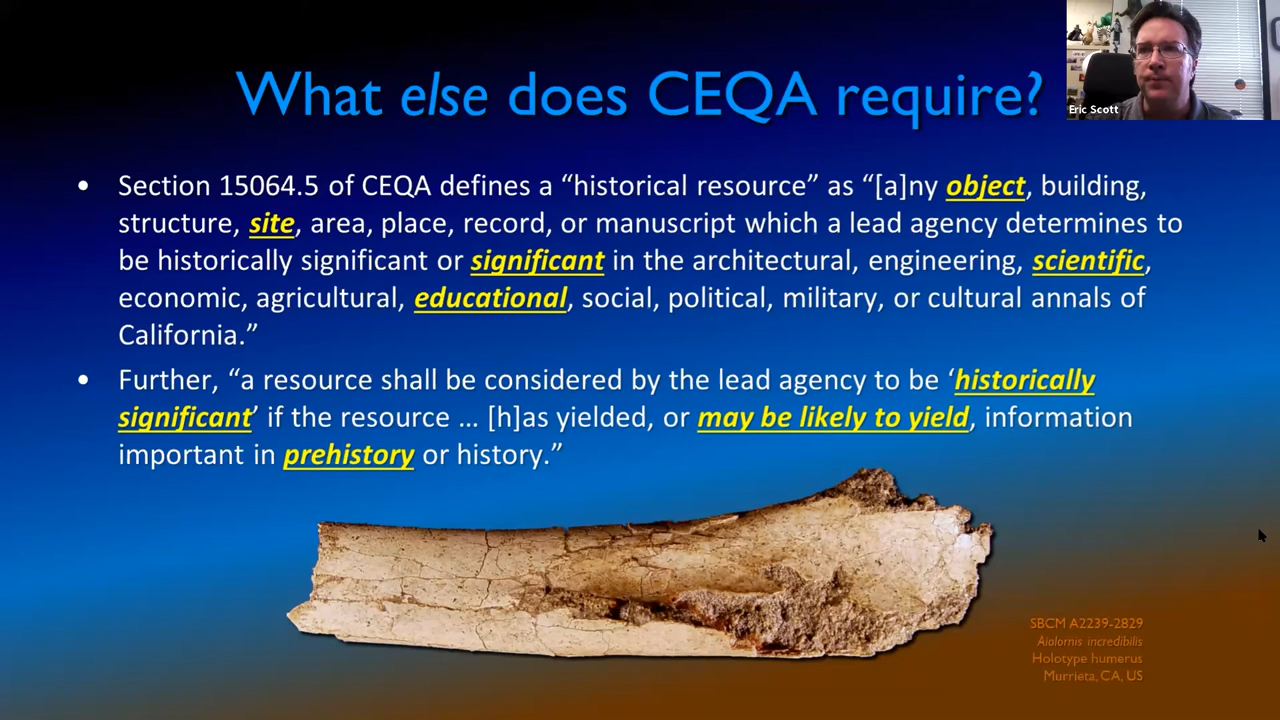 What else does CEQA require?
Eric Scott
• Section 15064.5 of CEQA defines a “historical resource” as “[a]ny object, building,
structure, site, area, place, record, or manuscript which a lead agency determines to
be historically significant or significant in the architectural, engineering, scientific,
economic, agricultural, educational, social, political, military, or cultural annals of
California.”
• Further, “a resource shall be considered by the lead agency to be ‘historically
significant’ if the resource … [h]as yielded, or may be likely to yield, information
important in prehistory or history.”
SBCM A2239-2829
Aiolornis incredibilis
Holotype humerus
Murrieta, CA, US